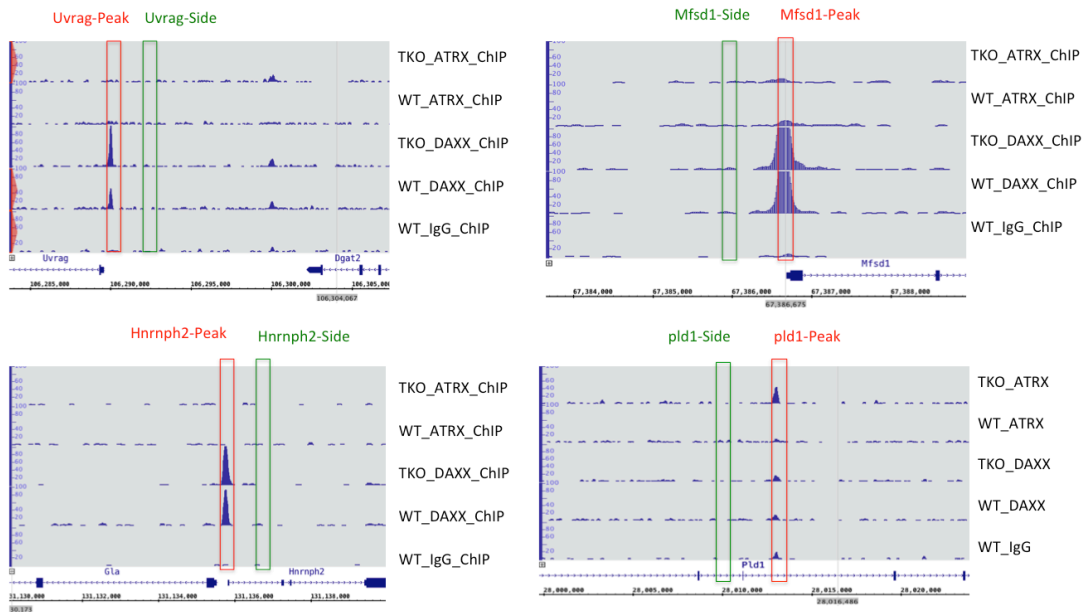 Uvrag-Peak Uvrag-Side
TKO_ATRX_ChIP
WT_ATRX_ChIP
TKO_DAXX_ChIP
WT_DAXX_ChIP
WT_IgG_ChIP
Uvrag Dgat2
106,285,000 106,290,000 106,295,000 106,300,000 106,305,000
106,304,067
Mfsd1-Side Mfsd1-Peak
TKO_ATRX_ChIP
WT_ATRX_ChIP
TKO_DAXX_ChIP
WT_DAXX_ChIP
WT_IgG_ChIP
Mfsd1
67,384,000 67,385,000 67,386,000 67,387,000 67,388,000
67,386,675
Hnrnph2-Peak Hnrnph2-Side
TKO_ATRX_ChIP
WT_ATRX_ChIP
TKO_DAXX_ChIP
WT_DAXX_ChIP
WT_IgG_ChIP
Gla Hnrnph2
131,132,000 131,134,000 131,136,000 131,138,000
30,173
pld1-Side pld1-Peak
TKO_ATRX
WT_ATRX
TKO_DAXX
WT_DAXX
WT_IgG
Pld1
28,000,000 28,005,000 28,010,000 28,015,000 28,020,000
28,016,486